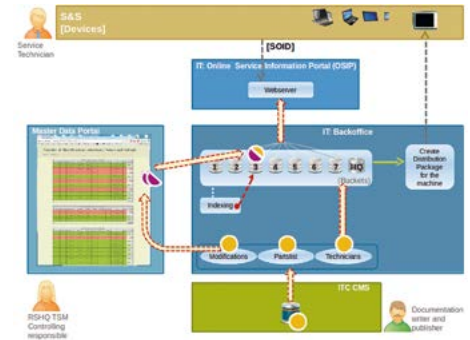 S&S
[Devices]
Service
Technician
[SOID]
IT: Online Service Information Portal (OSIP)
Webserver
Master Data Portal
IT: Backoffice
1 2 3 4 5 6 7 HQ
(Buckets)
Create
Distribution
Package
for the
machine
Indexing
Modifications
Partslist
Technicians
ITC CMS
RSHQ TSM
Controlling
responsible
Documentation
writer and
publisher